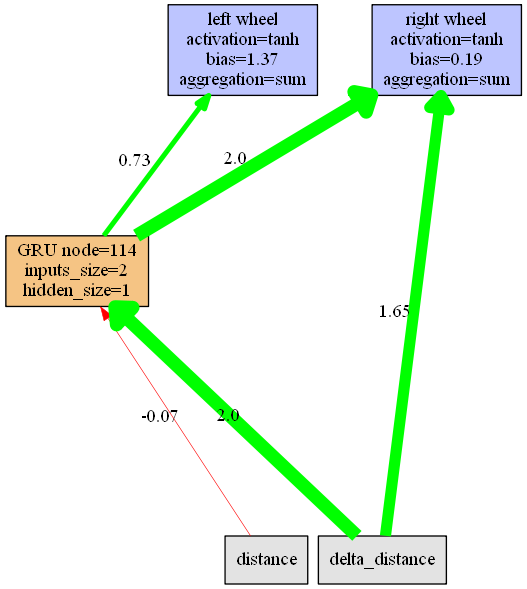 left wheel
activation=tanh
bias=1.37
aggregation=sum
right wheel
activation=tanh
bias=0.19
aggregation=sum
0.73
2.0
GRU node=114
inputs_size=2
hidden_size=1
1.65
-0.07
2.0
distance
delta_distance